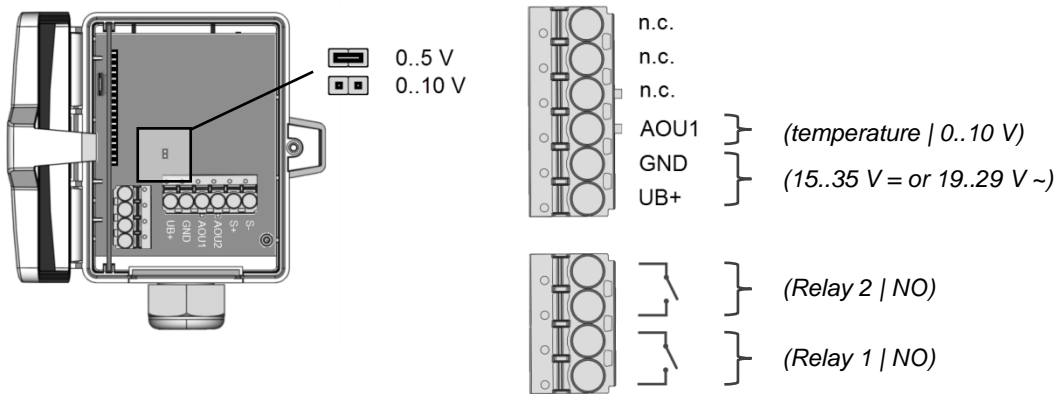 0..5 V
0..10 V
UB+
GND
AOU1
AOU2
S+
S-
n.c.
n.c.
n.c.
AOU1
(temperature | 0..10 V)
GND
(15..35 V = or 19..29 V ~)
UB+
(Relay 2 | NO)
(Relay 1 | NO)